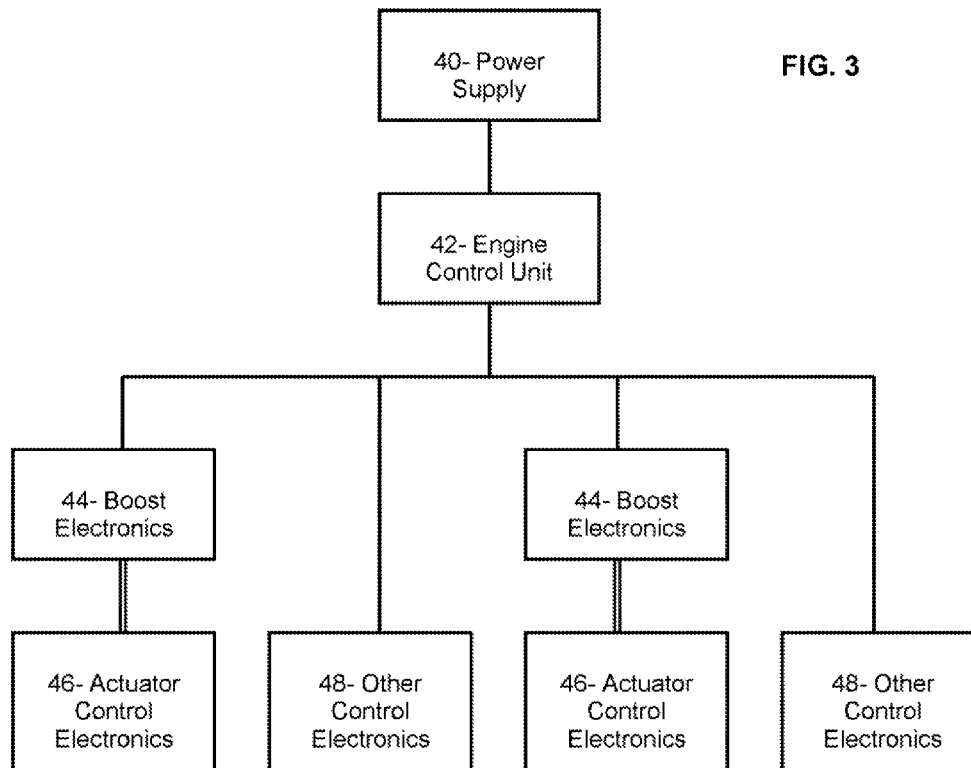 40- Power
Supply
FIG. 3
42- Engine
Control Unit
44- Boost
Electronics
44- Boost
Electronics
46- Actuator
Control
Electronics
48- Other
Control
Electronics
46- Actuator
Control
Electronics
48- Other
Control
Electronics